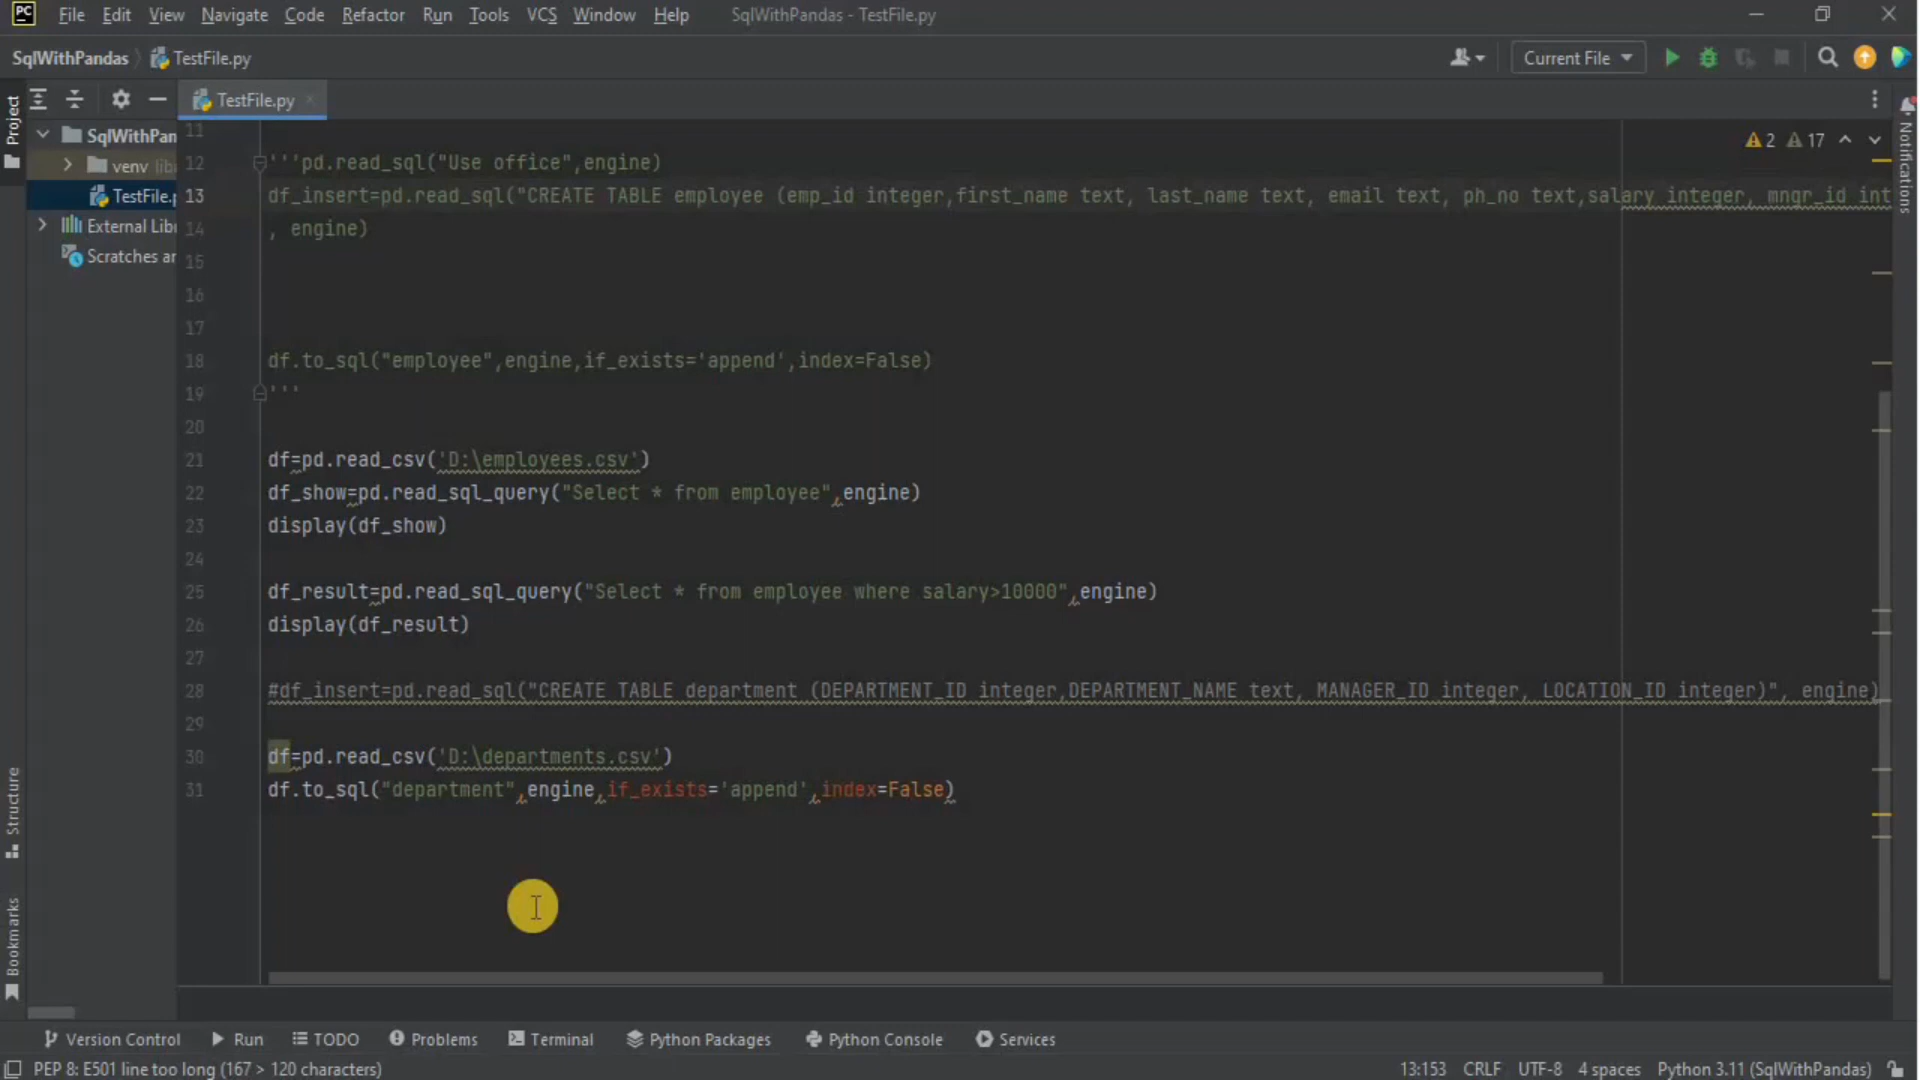 PC File Edit View Navigate Code Refactor Run Tools VCS Window Help SqlWithPandas - TestFile.py
SqlWithPandas TestFile.py Current File
Project
TestFile.py
SqlWithPan
venv lib
TestFile.p
External Lib
Scratches an
2 17
Notifications
11
12 '''pd.read_sql("Use office",engine)
13 df_insert=pd.read_sql("CREATE TABLE employee (emp_id integer,first_name text, last_name text, email text, ph_no text,salary integer, mngr_id int
14 , engine)
15
16
17
18 df.to_sql("employee",engine,if_exists='append',index=False)
19 '''
20
21 df=pd.read_csv('D:\employees.csv')
22 df_show=pd.read_sql_query("Select * from employee",engine)
23 display(df_show)
24
25 df_result=pd.read_sql_query("Select * from employee where salary>10000",engine)
26 display(df_result)
27
28 #df_insert=pd.read_sql("CREATE TABLE department (DEPARTMENT_ID integer,DEPARTMENT_NAME text, MANAGER_ID integer, LOCATION_ID integer)", engine)
29
30 df=pd.read_csv('D:\departments.csv')
31 df.to_sql("department",engine,if_exists='append',index=False)
Structure
Bookmarks
Version Control Run TODO Problems Terminal Python Packages Python Console Services
PEP 8: E501 line too long (167 > 120 characters) 13:153 CRLF UTF-8 4 spaces Python 3.11 (SqlWithPandas)